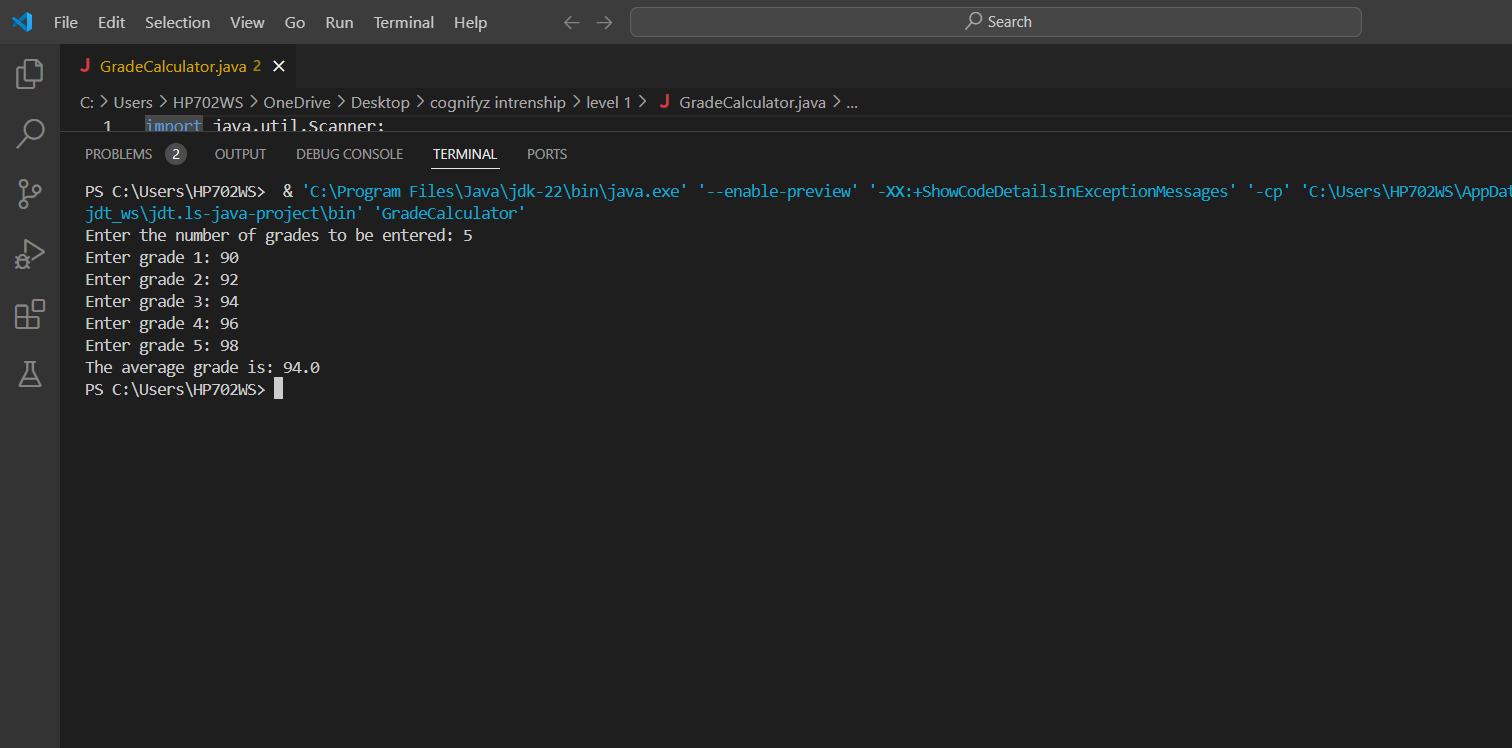 File Edit Selection View Go Run Terminal Help Search
J GradeCalculator.java 2
C: > Users > HP702WS > OneDrive > Desktop > cognifyz intrenship > level 1 > J GradeCalculator.java > ...
1 import java.util.Scanner;
PROBLEMS 2 OUTPUT DEBUG CONSOLE TERMINAL PORTS
PS C:\Users\HP702WS>  & 'C:\Program Files\Java\jdk-22\bin\java.exe' '--enable-preview' '-XX:+ShowCodeDetailsInExceptionMessages' '-cp' 'C:\Users\HP702WS\AppDat
jdt_ws\jdt.ls-java-project\bin' 'GradeCalculator'
Enter the number of grades to be entered: 5
Enter grade 1: 90
Enter grade 2: 92
Enter grade 3: 94
Enter grade 4: 96
Enter grade 5: 98
The average grade is: 94.0
PS C:\Users\HP702WS>